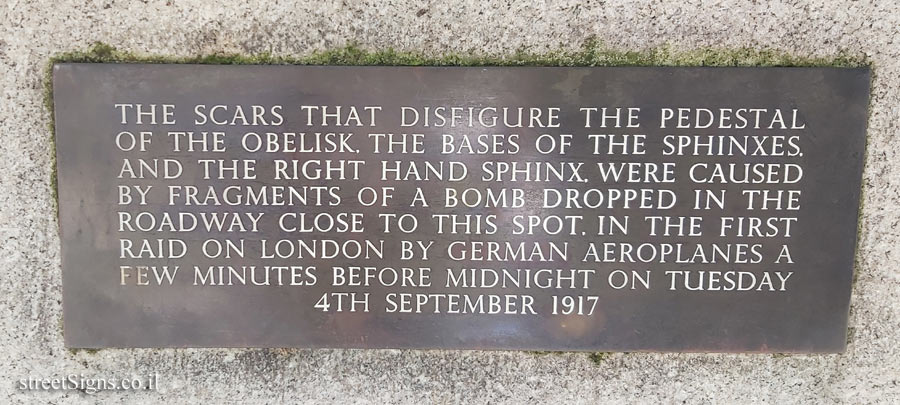 THE SCARS THAT DISFIGURE THE PEDESTAL
OF THE OBELISK, THE BASES OF THE SPHINXES,
AND THE RIGHT HAND SPHINX, WERE CAUSED
BY FRAGMENTS OF A BOMB DROPPED IN THE
ROADWAY CLOSE TO THIS SPOT, IN THE FIRST
RAID ON LONDON BY GERMAN AEROPLANES A
FEW MINUTES BEFORE MIDNIGHT ON TUESDAY
4TH SEPTEMBER 1917
streetSigns.co.il